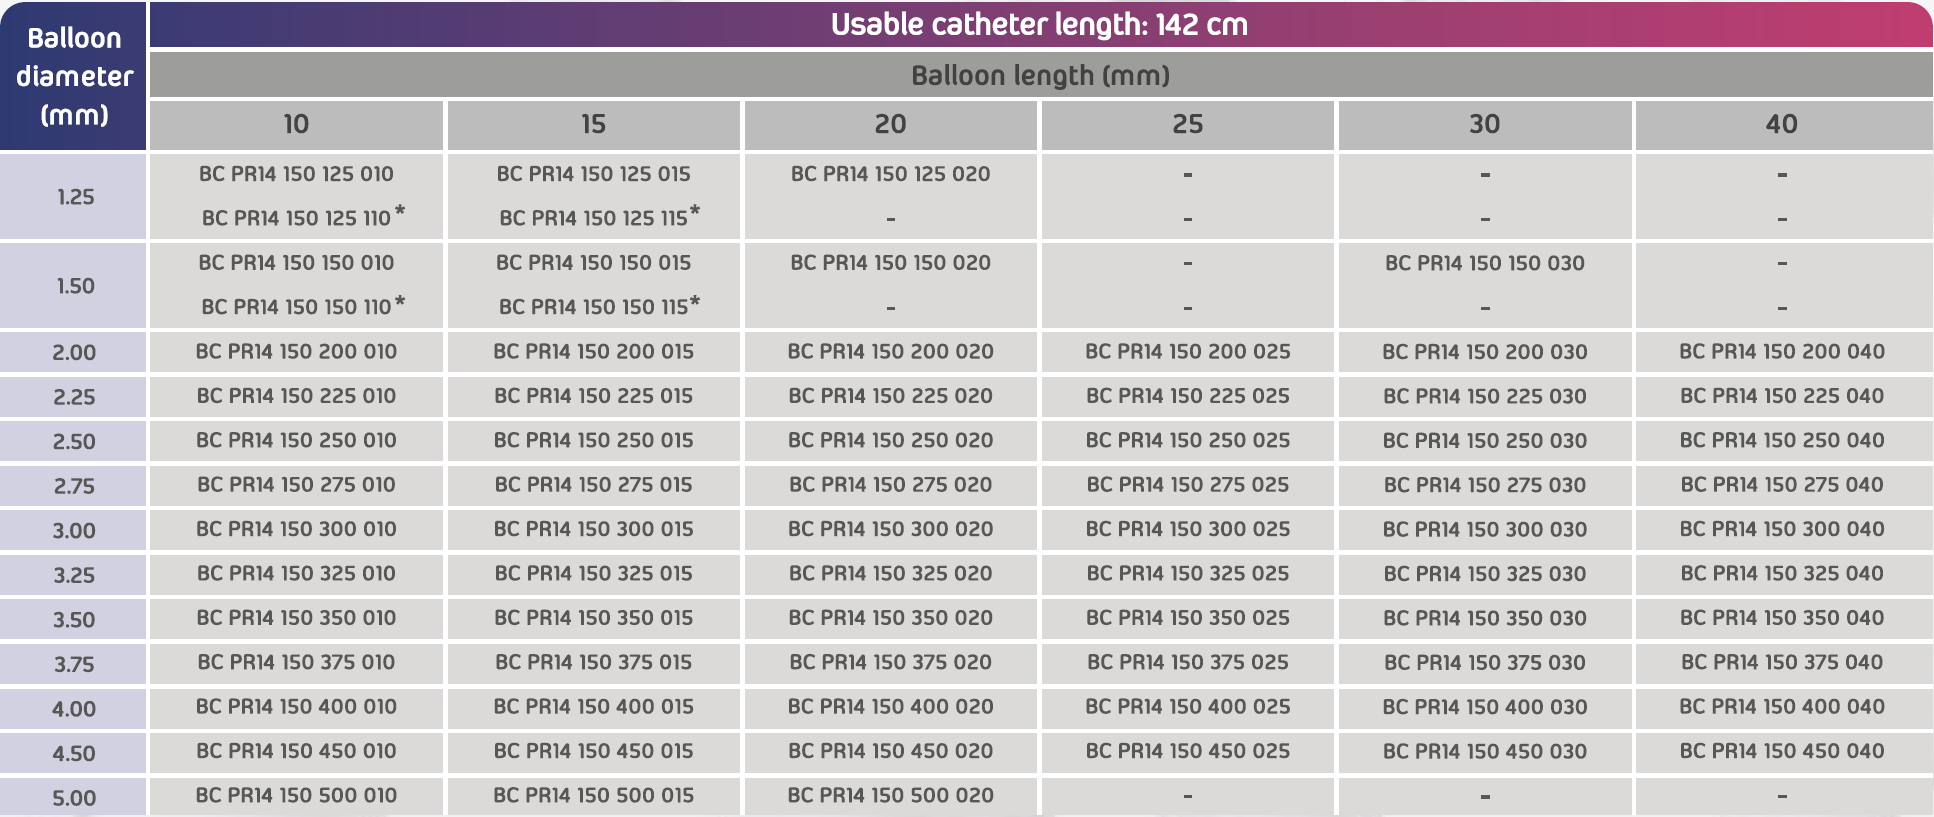 Balloon
diameter
(mm)
Usable catheter length: 142 cm
Balloon length (mm)
10 15 20 25 30 40
1.25
BC PR14 150 125 010 BC PR14 150 125 015 BC PR14 150 125 020 - - -
BC PR14 150 125 110* BC PR14 150 125 115* - - - -
1.50
BC PR14 150 150 010 BC PR14 150 150 015 BC PR14 150 150 020 - BC PR14 150 150 030 -
BC PR14 150 150 110* BC PR14 150 150 115* - - - -
2.00 BC PR14 150 200 010 BC PR14 150 200 015 BC PR14 150 200 020 BC PR14 150 200 025 BC PR14 150 200 030 BC PR14 150 200 040
2.25 BC PR14 150 225 010 BC PR14 150 225 015 BC PR14 150 225 020 BC PR14 150 225 025 BC PR14 150 225 030 BC PR14 150 225 040
2.50 BC PR14 150 250 010 BC PR14 150 250 015 BC PR14 150 250 020 BC PR14 150 250 025 BC PR14 150 250 030 BC PR14 150 250 040
2.75 BC PR14 150 275 010 BC PR14 150 275 015 BC PR14 150 275 020 BC PR14 150 275 025 BC PR14 150 275 030 BC PR14 150 275 040
3.00 BC PR14 150 300 010 BC PR14 150 300 015 BC PR14 150 300 020 BC PR14 150 300 025 BC PR14 150 300 030 BC PR14 150 300 040
3.25 BC PR14 150 325 010 BC PR14 150 325 015 BC PR14 150 325 020 BC PR14 150 325 025 BC PR14 150 325 030 BC PR14 150 325 040
3.50 BC PR14 150 350 010 BC PR14 150 350 015 BC PR14 150 350 020 BC PR14 150 350 025 BC PR14 150 350 030 BC PR14 150 350 040
3.75 BC PR14 150 375 010 BC PR14 150 375 015 BC PR14 150 375 020 BC PR14 150 375 025 BC PR14 150 375 030 BC PR14 150 375 040
4.00 BC PR14 150 400 010 BC PR14 150 400 015 BC PR14 150 400 020 BC PR14 150 400 025 BC PR14 150 400 030 BC PR14 150 400 040
4.50 BC PR14 150 450 010 BC PR14 150 450 015 BC PR14 150 450 020 BC PR14 150 450 025 BC PR14 150 450 030 BC PR14 150 450 040
5.00 BC PR14 150 500 010 BC PR14 150 500 015 BC PR14 150 500 020 - - -